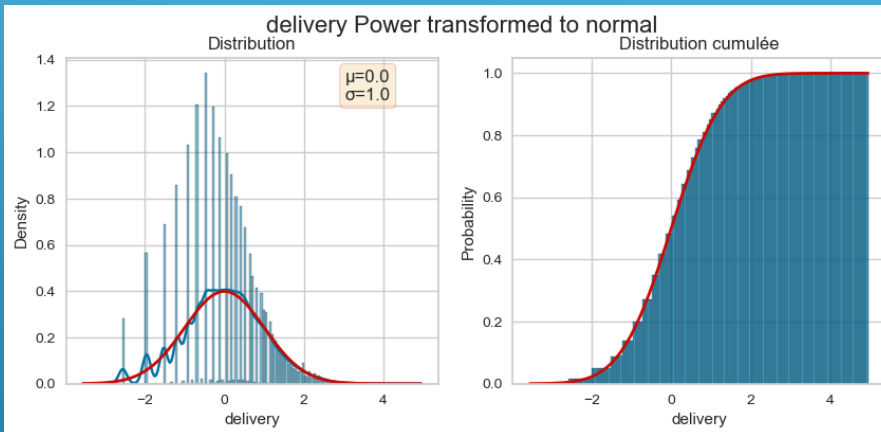 delivery Power transformed to normal
Distribution
1.4
1.2
1.0
0.8
0.6
0.4
0.2
0.0
Density
μ=0.0
σ=1.0
−2
0
2
4
delivery
Distribution cumulée
1.0
0.8
0.6
0.4
0.2
0.0
Probability
−2
0
2
4
delivery